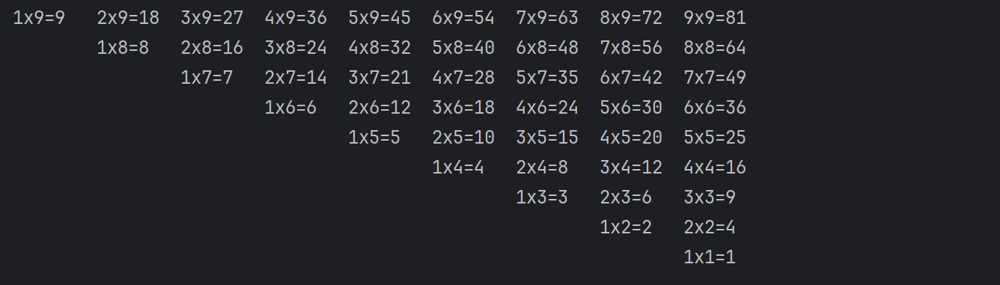 1x9=9 2x9=18 3x9=27 4x9=36 5x9=45 6x9=54 7x9=63 8x9=72 9x9=81
1x8=8 2x8=16 3x8=24 4x8=32 5x8=40 6x8=48 7x8=56 8x8=64
1x7=7 2x7=14 3x7=21 4x7=28 5x7=35 6x7=42 7x7=49
1x6=6 2x6=12 3x6=18 4x6=24 5x6=30 6x6=36
1x5=5 2x5=10 3x5=15 4x5=20 5x5=25
1x4=4 2x4=8 3x4=12 4x4=16
1x3=3 2x3=6 3x3=9
1x2=2 2x2=4
1x1=1